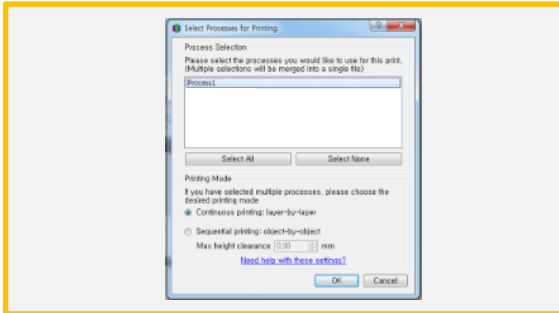 Select Processes for Printing
Process Selection
Please select the processes you would like to use for this print,
(Multiple selections will be merged into a single file)
Process1
Select All
Select None
Printing Mode
If you have selected multiple processes, please choose the
desired printing mode
Continuous printing: layer-by-layer
Sequential printing: object-by-object
Max height clearance 0.00 mm
Need help with these settings?
OK
Cancel